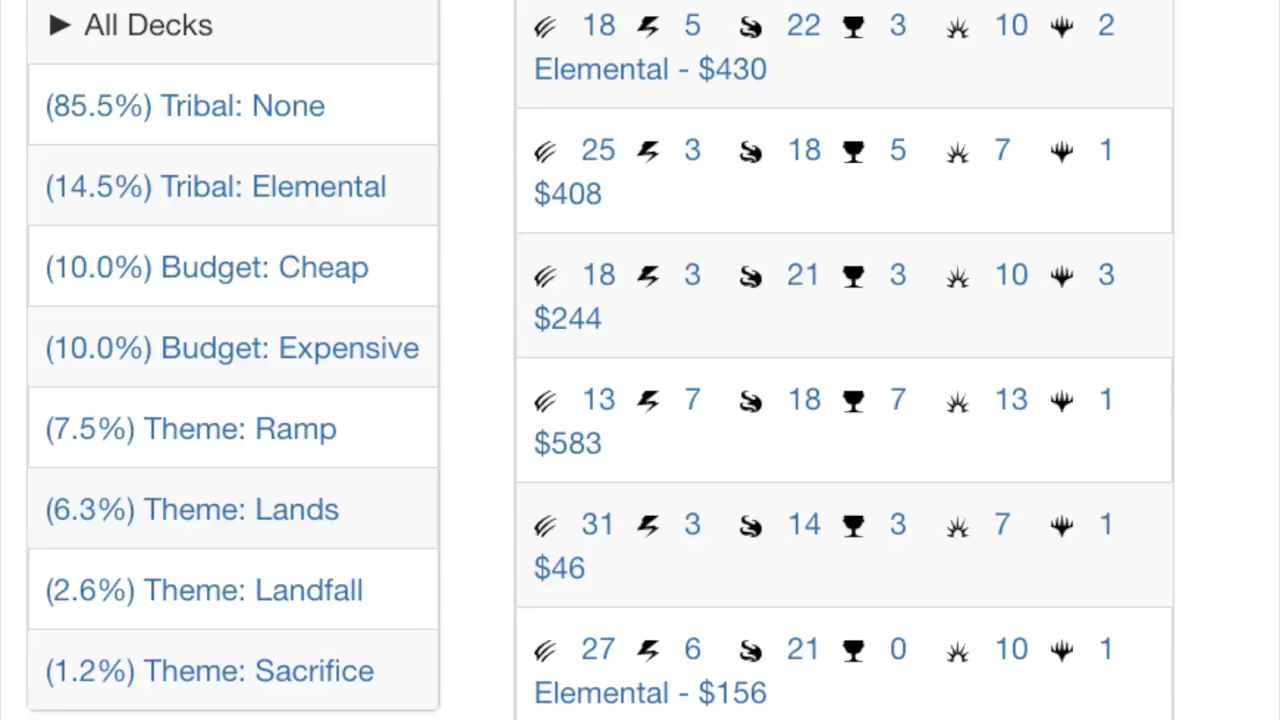 ► All Decks
(85.5%) Tribal: None
(14.5%) Tribal: Elemental
(10.0%) Budget: Cheap
(10.0%) Budget: Expensive
(7.5%) Theme: Ramp
(6.3%) Theme: Lands
(2.6%) Theme: Landfall
(1.2%) Theme: Sacrifice
18 5 22 3 10 2
Elemental - $430
25 3 18 5 7 1
$408
18 3 21 3 10 3
$244
13 7 18 7 13 1
$583
31 3 14 3 7 1
$46
27 6 21 0 10 1
Elemental - $156